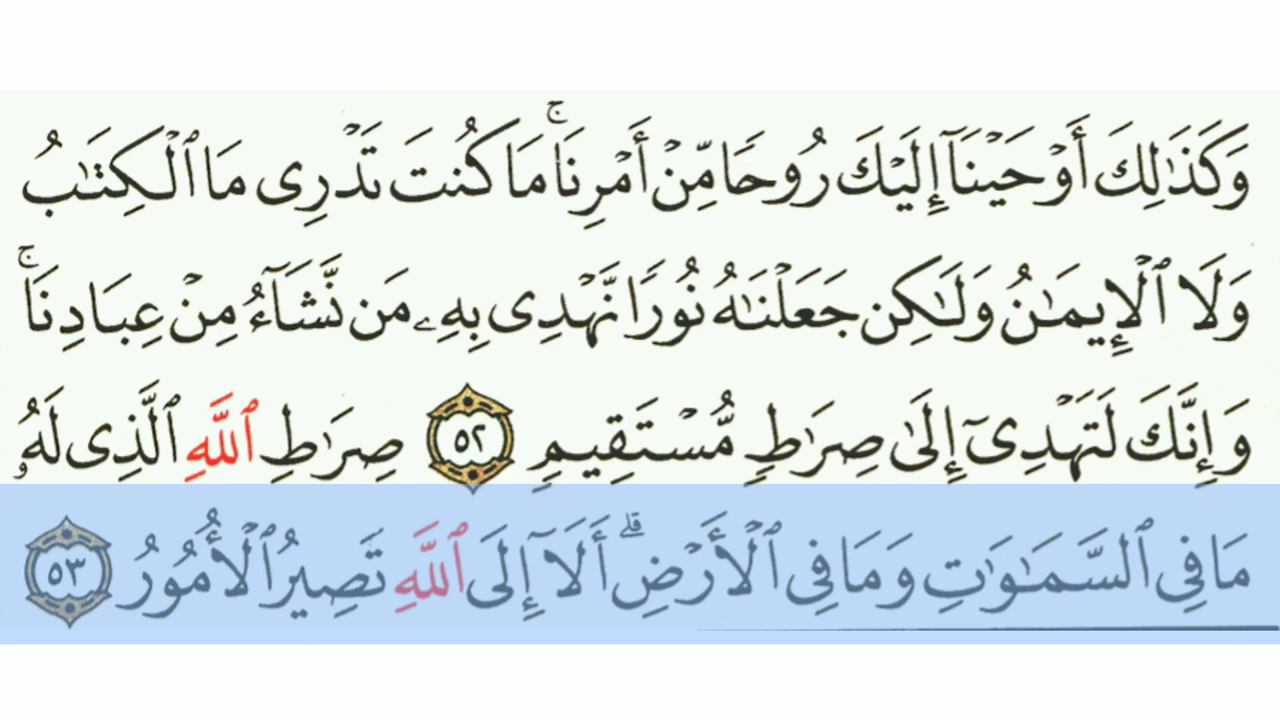 وَكَذَٰلِكَ أَوْحَيْنَآ إِلَيْكَ رُوحًا مِّنْ أَمْرِنَا ۚ مَا كُنتَ تَدْرِى مَا ٱلْكِتَٰبُ
وَلَا ٱلْإِيمَٰنُ وَلَٰكِن جَعَلْنَٰهُ نُورًا نَّهْدِى بِهِۦ مَن نَّشَآءُ مِنْ عِبَادِنَا ۚ
وَإِنَّكَ لَتَهْدِىٓ إِلَىٰ صِرَٰطٍ مُّسْتَقِيمٍ ٥٢ صِرَٰطِ ٱللَّهِ ٱلَّذِى لَهُۥ
مَا فِى ٱلسَّمَٰوَٰتِ وَمَا فِى ٱلْأَرْضِ ۗ أَلَآ إِلَى ٱللَّهِ تَصِيرُ ٱلْأُمُورُ ٥٣